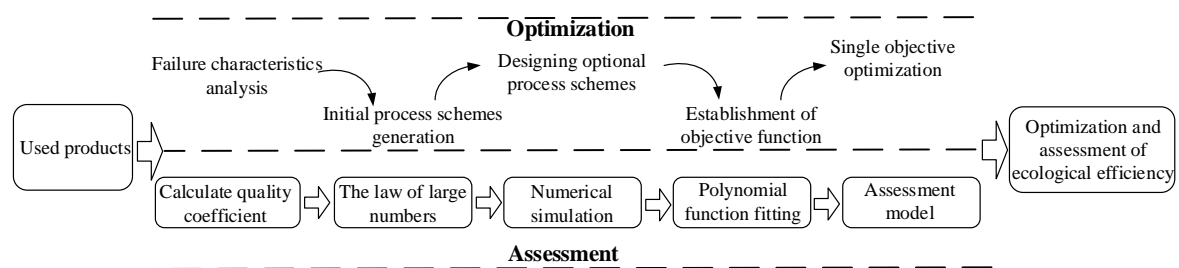 Optimization
Failure characteristics
analysis
Initial process schemes
generation
Designing optional
process schemes
Establishment of
objective function
Single objective
optimization
Used products
Calculate quality
coefficient
The law of large
numbers
Numerical
simulation
Polynomial
function fitting
Assessment
model
Assessment
Optimization and
assessment of
ecological efficiency